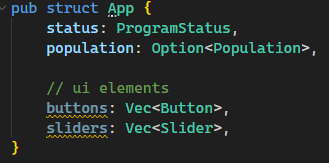 pub struct App {
    status: ProgramStatus,
    population: Option<Population>,

    // ui elements
    buttons: Vec<Button>,
    sliders: Vec<Slider>,
}